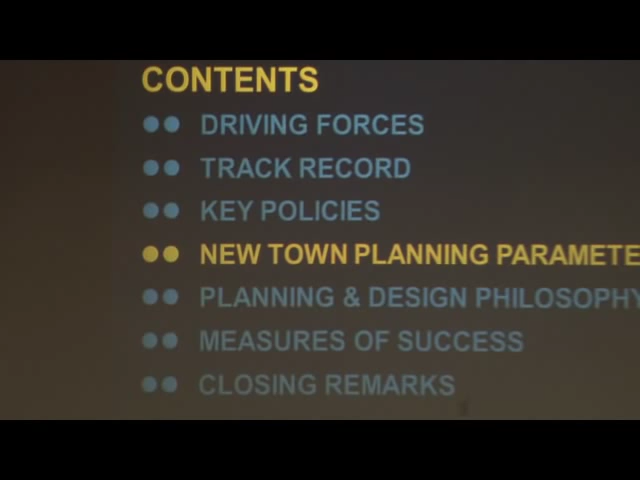 CONTENTS
DRIVING FORCES
TRACK RECORD
KEY POLICIES
NEW TOWN PLANNING PARAMETE
PLANNING & DESIGN PHILOSOPHY
MEASURES OF SUCCESS
CLOSING REMARKS